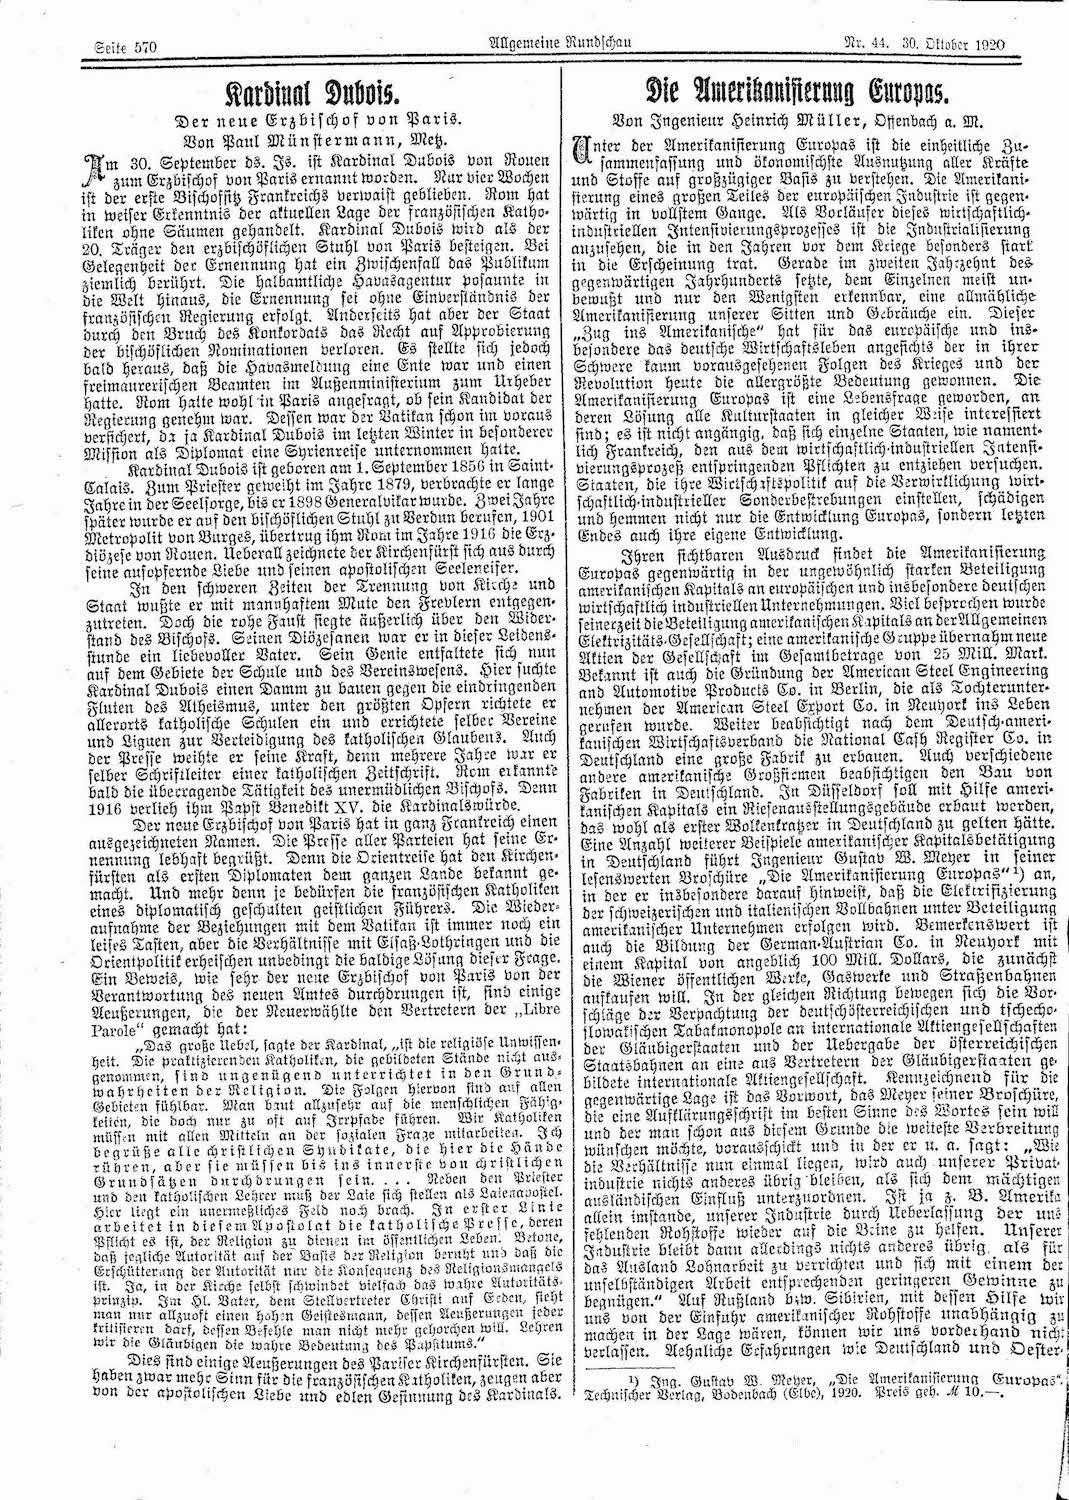 Seite 570
Allgemeine Rundschau
Nr. 44. 30. Oktober 1920
Kardinal Dubois.
Der neue Erzbischof von Paris.
Von Paul Münstermann, Metz.
Am 30. September ds. Js. ist Kardinal Dubois von Rouen
zum Erzbischof von Paris ernannt worden. Nur vier Wochen
ist der erste Bischofssitz Frankreichs verwaist geblieben. Rom hat
in weiser Erkenntnis der aktuellen Lage der französischen Katho-
liken ohne Säumen gehandelt. Kardinal Dubois wird als der
20. Träger den erzbischöflichen Stuhl von Paris besteigen. Bei
Gelegenheit der Ernennung hat ein Zwischenfall das Publikum
ziemlich berührt. Die halbamtliche Havasagentur posaunte in
die Welt hinaus, die Ernennung sei ohne Einverständnis der
französischen Regierung erfolgt. Anderseits hat aber der Staat
durch den Bruch des Konkordats das Recht auf Approbierung
der bischöflichen Nominationen verloren. Es stellte sich jedoch
bald heraus, daß die Havasmeldung eine Ente war und einen
freimaurerischen Beamten im Außenministerium zum Urheber
hatte. Rom hatte wohl in Paris angefragt, ob sein Kandidat der
Regierung genehm war. Dessen war der Vatikan schon im voraus
versichert, da ja Kardinal Dubois im letzten Winter in besonderer
Mission als Diplomat eine Syrienreise unternommen hatte.
Kardinal Dubois ist geboren am 1. September 1856 in Saint-
Calais. Zum Priester geweiht im Jahre 1879, verbrachte er lange
Jahre in der Seelsorge, bis er 1898 Generalvikar wurde. Zwei Jahre
später wurde er auf den bischöflichen Stuhl zu Verdun berufen, 1901
Metropolit von Burges, übertrug ihm Rom im Jahre 1916 die Erz-
diözese von Rouen. Ueberall zeichnete der Kirchenfürst sich aus durch
seine aufopfernde Liebe und seinen apostolischen Seeleneifer.
In den schweren Zeiten der Trennung von Kirche und
Staat wußte er mit mannhaftem Mute den Frevlern entgegen-
zutreten. Doch die rohe Faust siegte äußerlich über den Wider-
stand des Bischofs. Seinen Diözesanen war er in dieser Leidens-
stunde ein liebevoller Vater. Sein Genie entfaltete sich nun
auf dem Gebiete der Schule und des Vereinswesens. Hier suchte
Kardinal Dubois einen Damm zu bauen gegen die eindringenden
Fluten des Atheismus, unter den größten Opfern richtete er
allerorts katholische Schulen ein und errichtete selber Vereine
und Liguen zur Verteidigung des katholischen Glaubens. Auch
der Presse weihte er seine Kraft, denn mehrere Jahre war er
selber Schriftleiter einer katholischen Zeitschrift. Rom erkannte
bald die überragende Tätigkeit des unermüdlichen Bischofs. Denn
1916 verlieh ihm Papst Benedikt XV. die Kardinalswürde.
Der neue Erzbischof von Paris hat in ganz Frankreich einen
ausgezeichneten Namen. Die Presse aller Parteien hat seine Er-
nennung lebhaft begrüßt. Denn die Orientreise hat den Kirchen-
fürsten als ersten Diplomaten dem ganzen Lande bekannt ge-
macht. Und mehr denn je bedürfen die französischen Katholiken
eines diplomatisch geschulten geistlichen Führers. Die Wieder-
aufnahme der Beziehungen mit dem Vatikan ist immer noch ein
leises Tasten, aber die Verhältnisse mit Elsaß-Lothringen und die
Orientpolitik erheischen unbedingt die baldige Lösung dieser Frage.
Ein Beweis, wie sehr der neue Erzbischof von Paris von der
Verantwortung des neuen Amtes durchdrungen ist, sind einige
Aeußerungen, die der Neuerwählte den Vertretern der „Libre
Parole“ gemacht hat:
„Das große Uebel, sagte der Kardinal, „ist die religiöse Unwissen-
heit. Die praktizierenden Katholiken, die gebildeten Stände nicht aus-
genommen, sind ungenügend unterrichtet in den Grund-
wahrheiten der Religion. Die Folgen hiervon sind auf allen
Gebieten fühlbar. Man baut allzusehr auf die menschlichen Fähig-
keiten, die doch nur zu oft auf Irrpfade führen. Wir Katholiken
müssen mit allen Mitteln an der sozialen Frage mitarbeiten. Ich
begrüße alle christlichen Syndikate, die hier die Hände
rühren, aber sie müssen bis ins innerste von christlichen
Grundsätzen durchdrungen sein. ... Neben den Priester
und den katholischen Lehrer muß der Laie sich stellen als Laienapostel.
Hier liegt ein unermeßliches Feld noch brach. In erster Linie
arbeitet in diesem Apostolat die katholische Presse, deren
Pflicht es ist, der Religion zu dienen im öffentlichen Leben. Betone,
daß jegliche Autorität auf der Basis der Religion beruht und daß die
Erschütterung der Autorität nur die Konsequenz des Religionsmangels
ist. Ja, in der Kirche selbst schwindet vielfach das wahre Autoritäts-
prinzip. Im Hl. Vater, dem Stellvertreter Christi auf Erden, sieht
man nur allzuoft einen hohen Geistesmann, dessen Aeußerungen jeder
kritisieren darf, dessen Befehle man nicht mehr gehorchen will. Lehren
wir die Gläubigen die wahre Bedeutung des Papsttums.“
Dies sind einige Aeußerungen des Pariser Kirchenfürsten. Sie
haben zwar mehr Sinn für die französischen Katholiken, zeugen aber
von der apostolischen Liebe und edlen Gesinnung des Kardinals.
Die Amerikanisierung Europas.
Von Ingenieur Heinrich Müller, Offenbach a. M.
Unter der Amerikanisierung Europas ist die einheitliche Zu-
sammenfassung und ökonomischste Ausnutzung aller Kräfte
und Stoffe auf großzügiger Basis zu verstehen. Die Amerikani-
sierung eines großen Teiles der europäischen Industrie ist gegen-
wärtig in vollstem Gange. Als Vorläufer dieses wirtschaftlich-
industriellen Intensivierungsprozesses ist die Industrialisierung
anzusehen, die in den Jahren vor dem Kriege besonders stark
in die Erscheinung trat. Gerade im zweiten Jahrzehnt des
gegenwärtigen Jahrhunderts setzte, dem Einzelnen meist un-
bewußt und nur den Wenigsten erkennbar, eine allmähliche
Amerikanisierung unserer Sitten und Gebräuche ein. Dieser
„Zug ins Amerikanische“ hat für das europäische und ins-
besondere das deutsche Wirtschaftsleben angesichts der in ihrer
Schwere kaum vorausgesehenen Folgen des Krieges und der
Revolution heute die allergrößte Bedeutung gewonnen. Die
Amerikanisierung Europas ist eine Lebensfrage geworden, an
deren Lösung alle Kulturstaaten in gleicher Weise interessiert
sind; es ist nicht angängig, daß sich einzelne Staaten, wie nament-
lich Frankreich, den aus dem wirtschaftlich-industriellen Intensi-
vierungsprozeß entspringenden Pflichten zu entziehen versuchen.
Staaten, die ihre Wirtschaftspolitik auf die Verwirklichung wirt-
schaftlich-industrieller Sonderbestrebungen einstellen, schädigen
und hemmen nicht nur die Entwicklung Europas, sondern letzten
Endes auch ihre eigene Entwicklung.
Ihren sichtbaren Ausdruck findet die Amerikanisierung
Europas gegenwärtig in der ungewöhnlich starken Beteiligung
amerikanischen Kapitals an europäischen und insbesondere deutschen
wirtschaftlich industriellen Unternehmungen. Viel besprochen wurde
seinerzeit die Beteiligung amerikanischen Kapitals an der Allgemeinen
Elektrizitäts-Gesellschaft; eine amerikanische Gruppe übernahm neue
Aktien der Gesellschaft im Gesamtbetrage von 25 Mill. Mark.
Bekannt ist auch die Gründung der American Steel Engineering
and Automotive Products Co. in Berlin, die als Tochterunter-
nehmen der American Steel Export Co. in Neuyork ins Leben
gerufen wurde. Weiter beabsichtigt nach dem Deutsch-ameri-
kanischen Wirtschaftsverband die National Cash Register Co. in
Deutschland eine große Fabrik zu erbauen. Auch verschiedene
andere amerikanische Großfirmen beabsichtigen den Bau von
Fabriken in Deutschland. In Düsseldorf soll mit Hilfe ameri-
kanischen Kapitals ein Riesenausstellungsgebäude erbaut werden,
das wohl als erster Wolkenkratzer in Deutschland zu gelten hätte.
Eine Anzahl weiterer Beispiele amerikanischer Kapitalsbetätigung
in Deutschland führt Ingenieur Gustav W. Meyer in seiner
lesenswerten Broschüre „Die Amerikanisierung Europas“¹) an,
in der er insbesondere darauf hinweist, daß die Elektrifizierung
der schweizerischen und italienischen Vollbahnen unter Beteiligung
amerikanischer Unternehmen erfolgen wird. Bemerkenswert ist
auch die Bildung der German-Austrian Co. in Neuyork mit
einem Kapital von angeblich 100 Mill. Dollars, die zunächst
die Wiener öffentlichen Werke, Gaswerke und Straßenbahnen
aufkaufen will. In der gleichen Richtung bewegen sich die Vor-
schläge der Verpachtung der deutschösterreichischen und tschecho-
slowakischen Tabakmonopole an internationale Aktiengesellschaften
der Gläubigerstaaten und der Uebergabe der österreichischen
Staatsbahnen an eine aus Vertretern der Gläubigerstaaten ge-
bildete internationale Aktiengesellschaft. Kennzeichnend für die
gegenwärtige Lage ist das Vorwort, das Meyer seiner Broschüre,
die eine Aufklärungsschrift im besten Sinne des Wortes sein will
und der man schon aus diesem Grunde die weiteste Verbreitung
wünschen möchte, vorausschickt und in der er u. a. sagt: „Wie
die Verhältnisse nun einmal liegen, wird auch unserer Privat-
industrie nichts anderes übrig bleiben, als sich dem mächtigen
ausländischen Einfluß unterzuordnen. Ist ja z. B. Amerika
allein imstande, unserer Industrie durch Ueberlassung der uns
fehlenden Rohstoffe wieder auf die Beine zu helfen. Unserer
Industrie bleibt dann allerdings nichts anderes übrig, als für
das Ausland Lohnarbeit zu verrichten und sich mit einem der
unselbständigen Arbeit entsprechenden geringeren Gewinne zu
begnügen.“ Auf Rußland bzw. Sibirien, mit dessen Hilfe wir
uns von der Einfuhr amerikanischer Rohstoffe unabhängig zu
machen in der Lage wären, können wir uns vorderhand nicht
verlassen. Aehnliche Erfahrungen wie Deutschland und Oester-
¹) Ing. Gustav W. Meyer, „Die Amerikanisierung Europas“.
Technischer Verlag, Bodenbach (Elbe), 1920. Preis geh. ℳ 10.—.